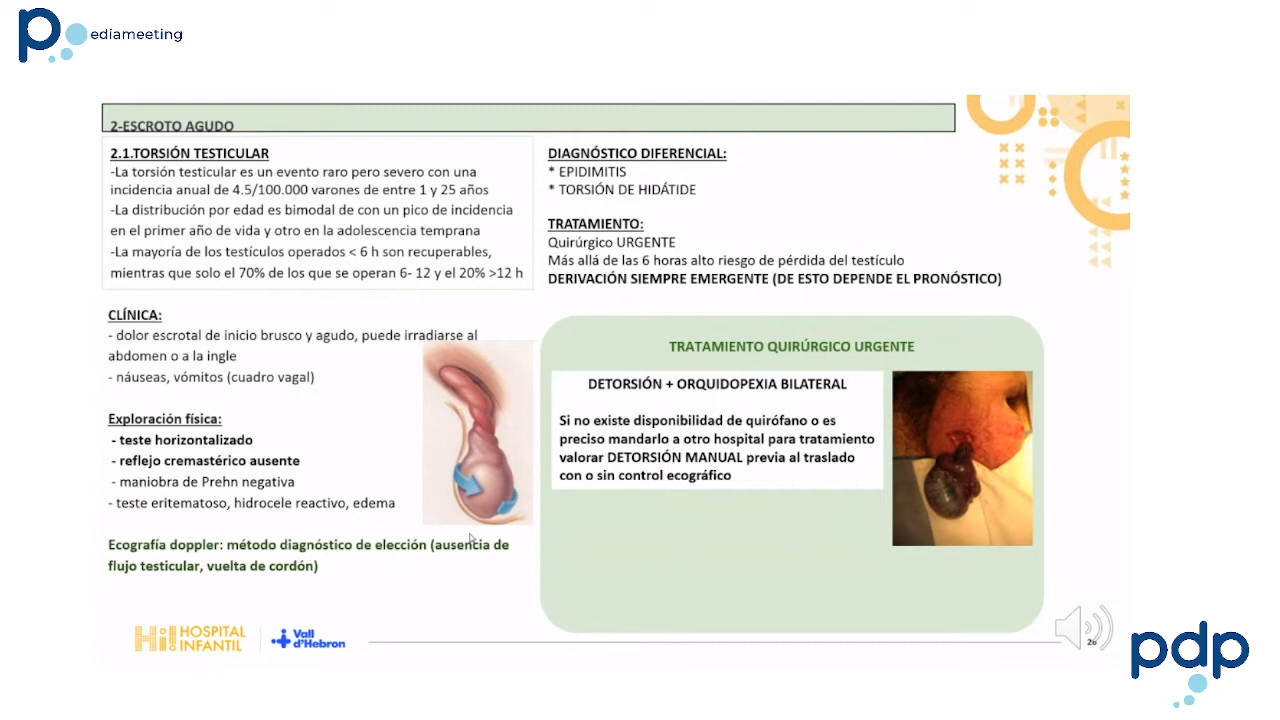 pediameeting
2-ESCROTO AGUDO
2.1.TORSIÓN TESTICULAR
-La torsión testicular es un evento raro pero severo con una
incidencia anual de 4.5/100.000 varones de entre 1 y 25 años
-La distribución por edad es bimodal de con un pico de incidencia
en el primer año de vida y otro en la adolescencia temprana
-La mayoría de los testículos operados < 6 h son recuperables,
mientras que solo el 70% de los que se operan 6- 12 y el 20% >12 h
CLÍNICA:
- dolor escrotal de inicio brusco y agudo, puede irradiarse al
abdomen o a la ingle
- náuseas, vómitos (cuadro vagal)
Exploración física:
- teste horizontalizado
- reflejo cremastérico ausente
- maniobra de Prehn negativa
- teste eritematoso, hidrocele reactivo, edema
Ecografía doppler: método diagnóstico de elección (ausencia de
flujo testicular, vuelta de cordón)
DIAGNÓSTICO DIFERENCIAL:
* EPIDIMITIS
* TORSIÓN DE HIDÁTIDE
TRATAMIENTO:
Quirúrgico URGENTE
Más allá de las 6 horas alto riesgo de pérdida del testículo
DERIVACIÓN SIEMPRE EMERGENTE (DE ESTO DEPENDE EL PRONÓSTICO)
TRATAMIENTO QUIRÚRGICO URGENTE
DETORSIÓN + ORQUIDOPEXIA BILATERAL
Si no existe disponibilidad de quirófano o es
preciso mandarlo a otro hospital para tratamiento
valorar DETORSIÓN MANUAL previa al traslado
con o sin control ecográfico
Hi! HOSPITAL
INFANTIL
Vall
d'Hebron
26
pdp